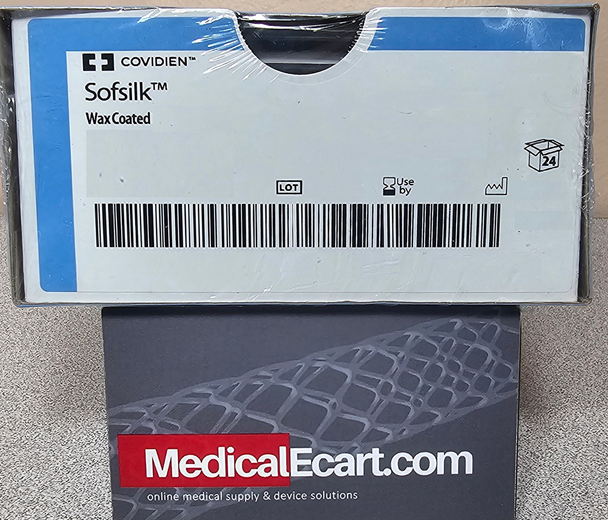 COVIDIEN™
Sofsilk™
Wax Coated
24
LOT
Use
by
MedicalEcart.com
online medical supply & device solutions